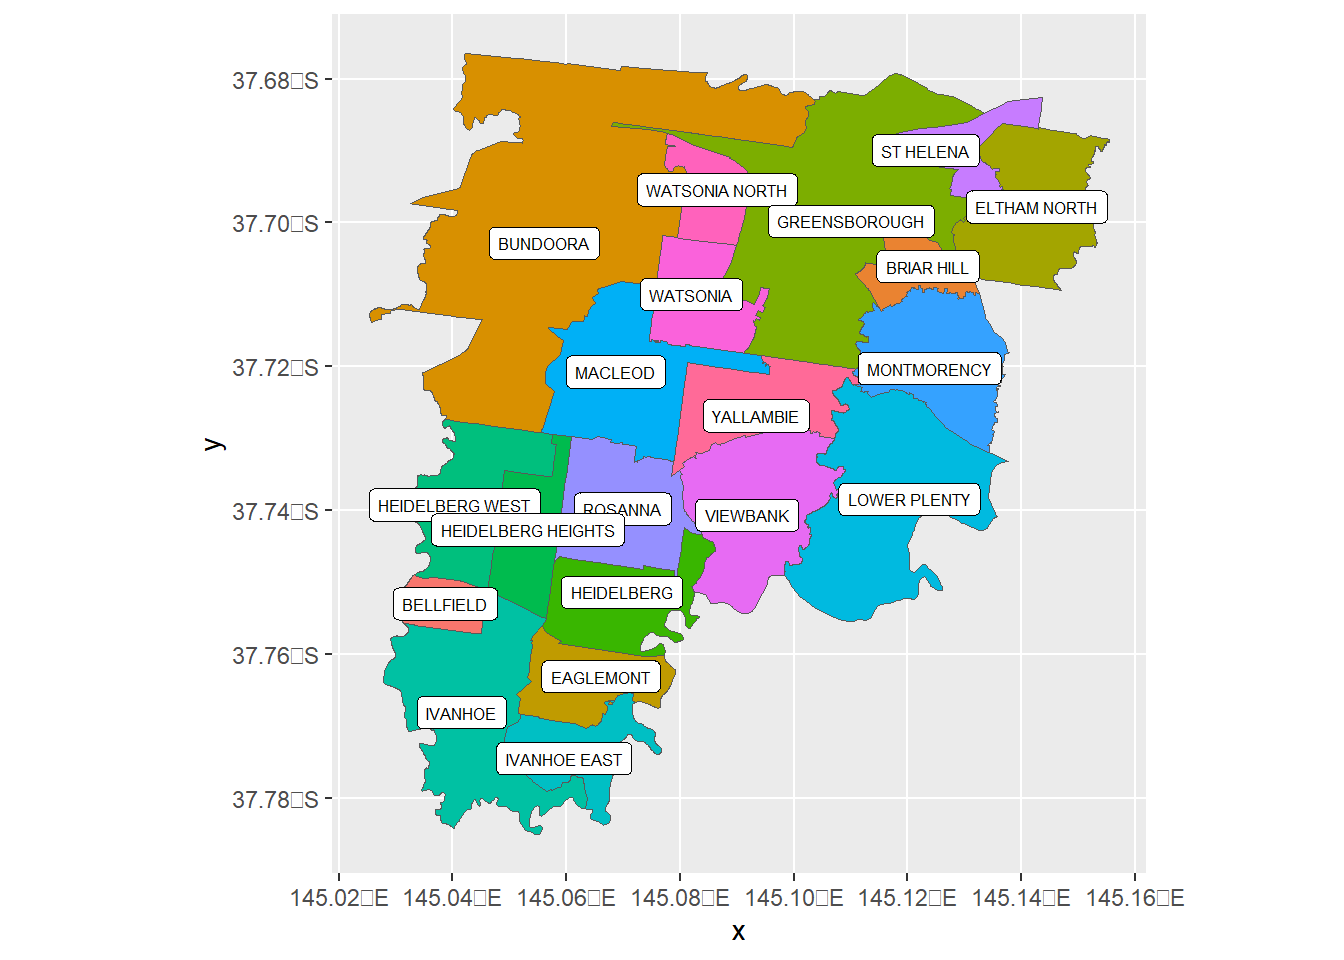 37.68□S
37.70□S
37.72□S
37.74□S
37.76□S
37.78□S
y
ST HELENA
WATSONIA NORTH
ELTHAM NORTH
GREENSBOROUGH
BUNDOORA
BRIAR HILL
WATSONIA
MONTMORENCY
MACLEOD
YALLAMBIE
LOWER PLENTY
HEIDELBERG WEST
ROSANNA
VIEWBANK
HEIDELBERG HEIGHTS
HEIDELBERG
BELLFIELD
EAGLEMONT
IVANHOE
IVANHOE EAST
145.02□E 145.04□E 145.06□E 145.08□E 145.10□E 145.12□E 145.14□E 145.16□E
x